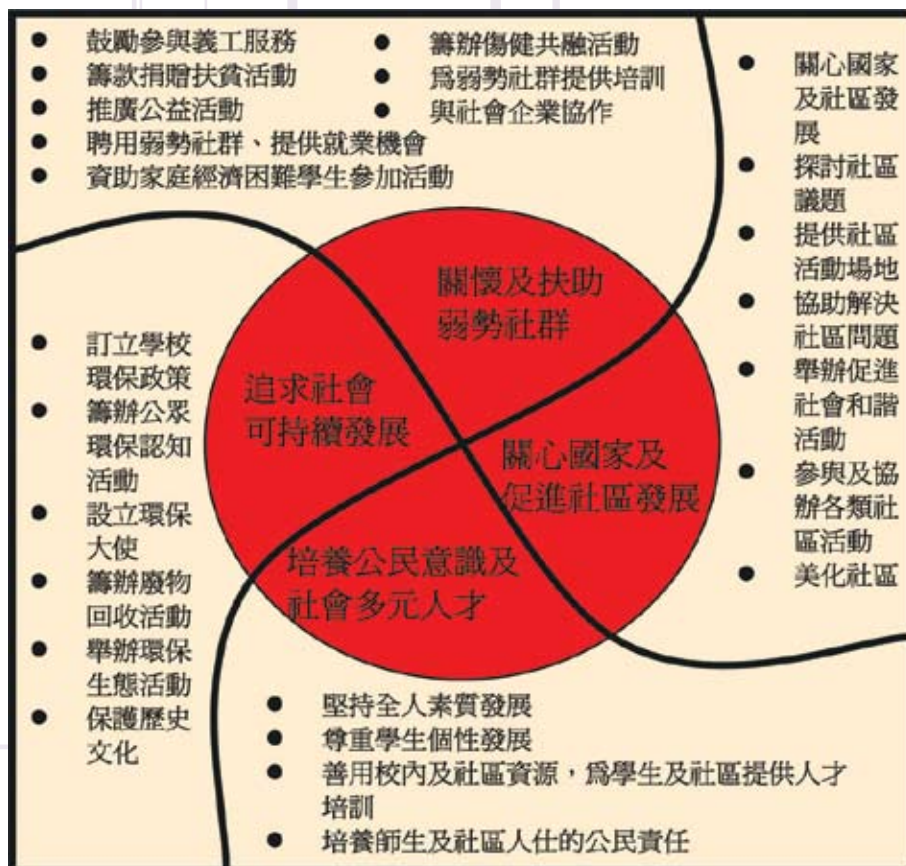 鼓勵參與義工服務
籌款捐贈扶貧活動
推廣公益活動
聘用弱勢社群、提供就業機會
資助家庭經濟困難學生參加活動
籌辦傷健共融活動
爲弱勢社群提供培訓
與社會企業協作
關心國家
及社區發
展
探討社區
議題
提供社區
活動場地
協助解決
社區問題
舉辦促進
社會和諧
活動
參與及協
辦各類社
區活動
美化社區
關懷及扶助
弱勢社群
追求社會
可持續發展
關心國家及
促進社區發展
培養公民意識及
社會多元人才
訂立學校
環保政策
籌辦公眾
環保認知
活動
設立環保
大使
籌辦廢物
回收活動
舉辦環保
生態活動
保護歷史
文化
堅持全人素質發展
尊重學生個性發展
善用校內及社區資源，爲學生及社區提供人才
培訓
培養師生及社區人仕的公民責任